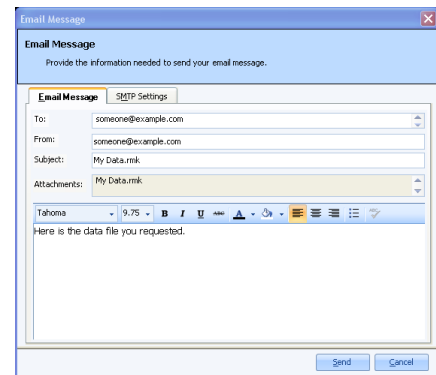 Email Message
Email Message
Provide the information needed to send your email message.
Email Message SMTP Settings
To: someone@example.com
From: someone@example.com
Subject: My Data.rmk
Attachments: My Data.rmk
Tahoma 9.75 B I U ABC A
Here is the data file you requested.
Send Cancel